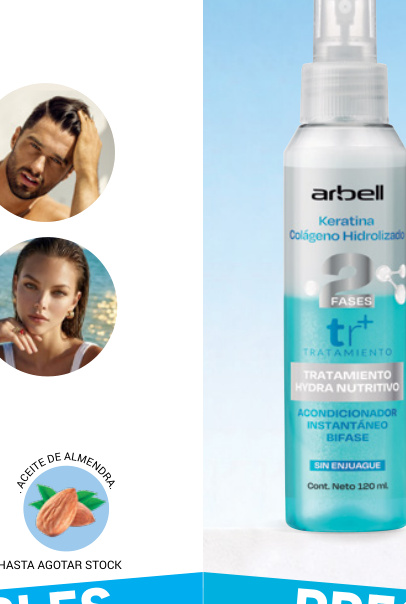 arbell
Keratina
Colágeno Hidrolizado
2
FASES
tr+
TRATAMIENTO
TRATAMIENTO
HYDRA NUTRITIVO
ACONDICIONADOR
INSTANTÁNEO
BIFASE
SIN ENJUAGUE
Cont. Neto 120 ml.
. ACEITE DE ALMENDRA.
HASTA AGOTAR STOCK